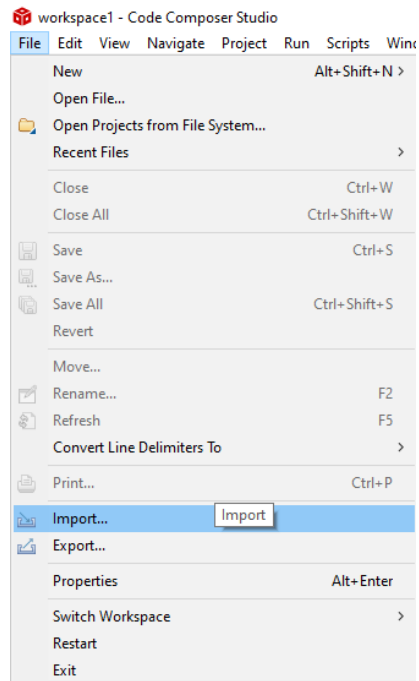 workspace1 - Code Composer Studio
File Edit View Navigate Project Run Scripts
New Alt+Shift+N >
Open File...
Open Projects from File System...
Recent Files >
Close Ctrl+W
Close All Ctrl+Shift+W
Save Ctrl+S
Save As...
Save All Ctrl+Shift+S
Revert
Move...
Rename... F2
Refresh F5
Convert Line Delimiters To >
Print... Ctrl+P
Import... Import
Export...
Properties Alt+Enter
Switch Workspace >
Restart
Exit